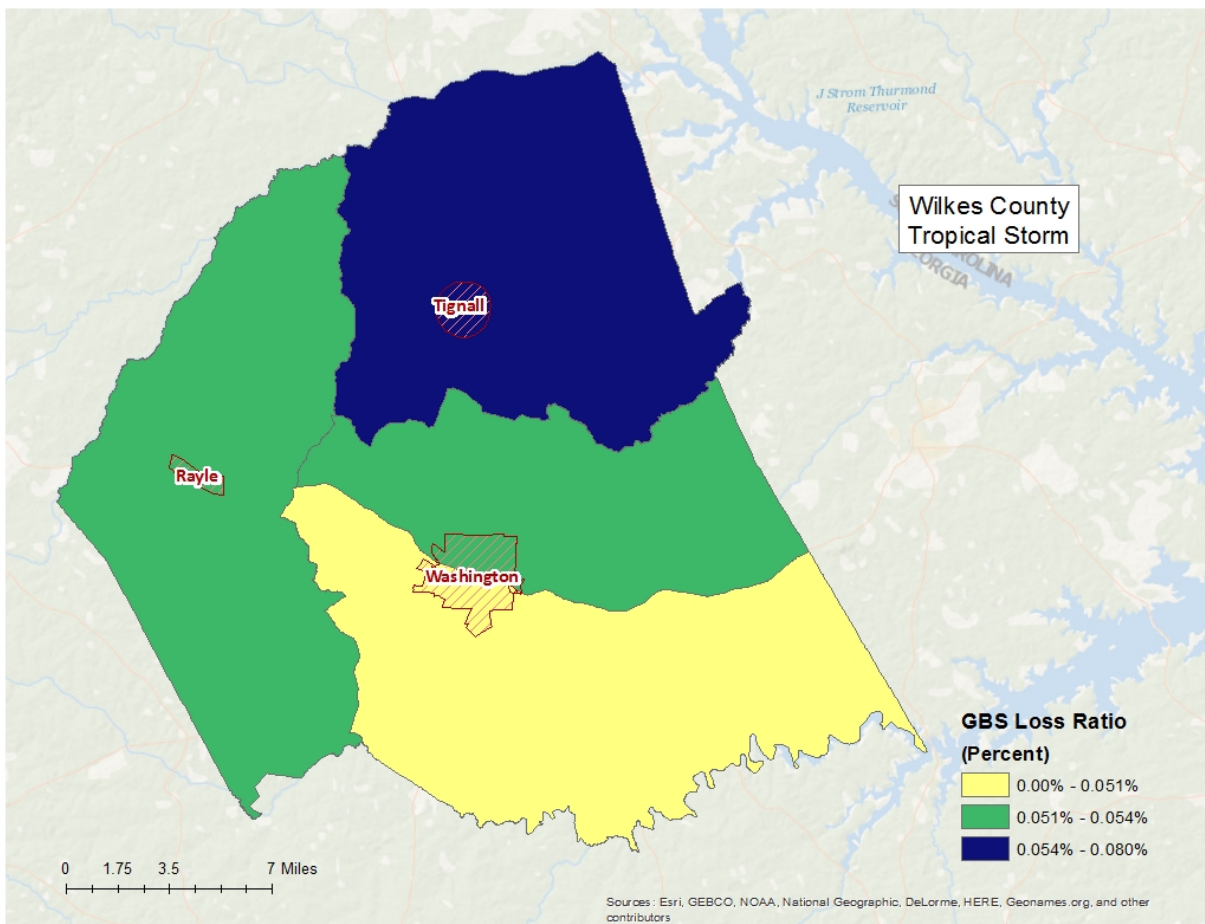 J Strom Thurmond
Reservoir
Wilkes County
Tropical Storm
CAROLINA
GEORGIA
Tignall
Rayle
Washington
GBS Loss Ratio
(Percent)
0.00% - 0.051%
0.051% - 0.054%
0.054% - 0.080%
0 1.75 3.5 7 Miles
Sources: Esri, GEBCO, NOAA, National Geographic, DeLorme, HERE, Geonames.org, and other
contributors